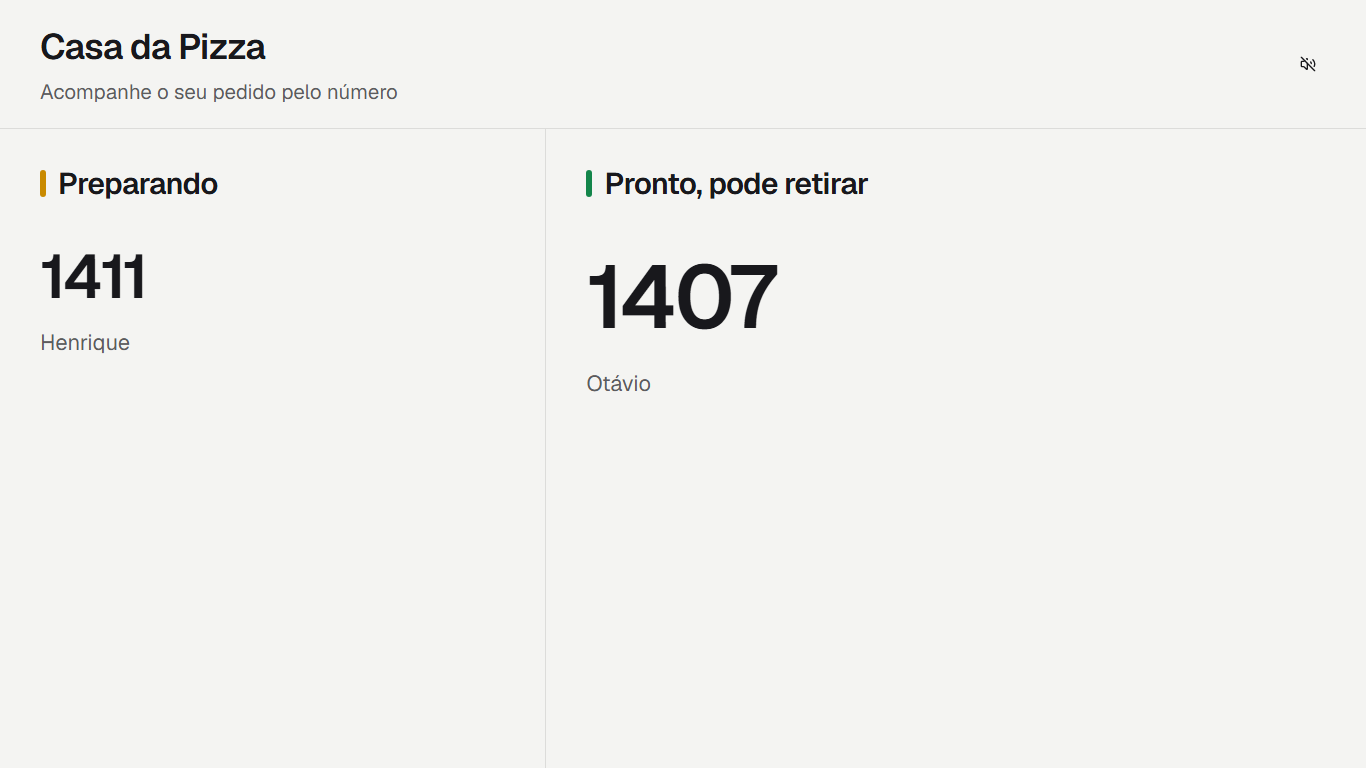 Casa da Pizza
Acompanhe o seu pedido pelo número
Preparando
1411
Henrique
Pronto, pode retirar
1407
Otávio